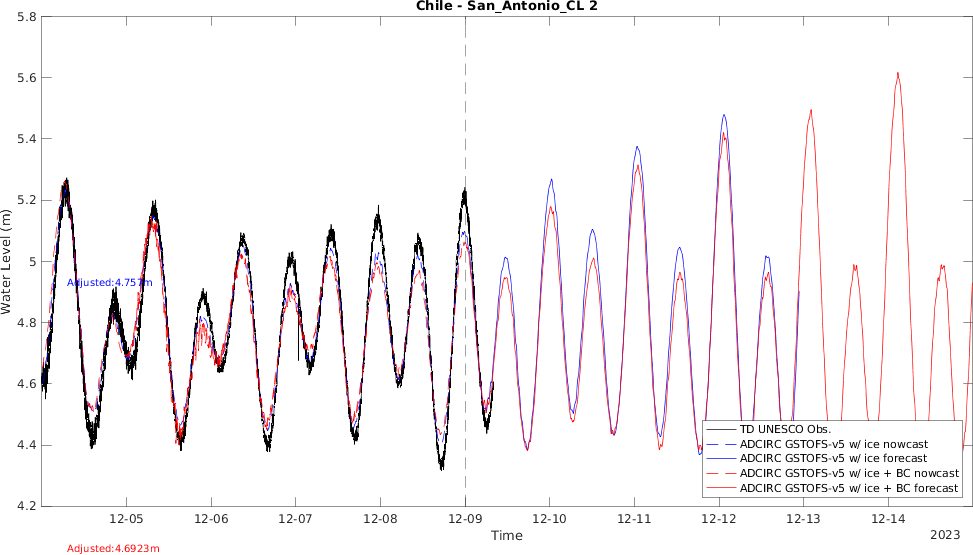 Chile - San_Antonio_CL 2
5.8
5.6
5.4
5.2
5
4.8
4.6
4.4
4.2
Water Level (m)
Adjusted:4.757m
TD UNESCO Obs.
ADCIRC GSTOFS-v5 w/ ice nowcast
ADCIRC GSTOFS-v5 w/ ice forecast
ADCIRC GSTOFS-v5 w/ ice + BC nowcast
ADCIRC GSTOFS-v5 w/ ice + BC forecast
12-05 12-06 12-07 12-08 12-09 12-10 12-11 12-12 12-13 12-14
Time
2023
Adjusted:4.6923m